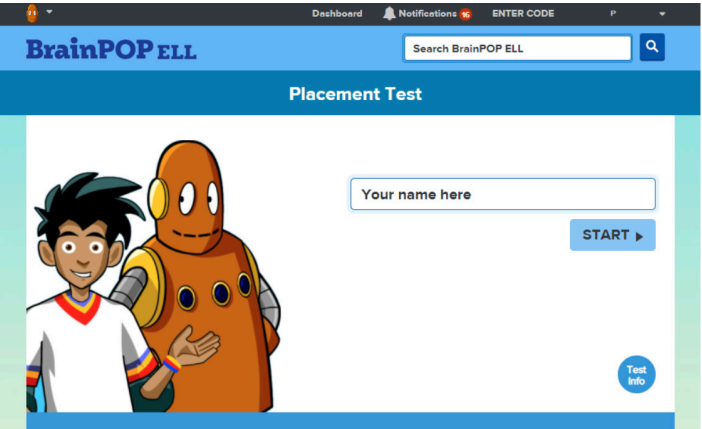 Dashboard Notifications 16 ENTER CODE P
BrainPOP ELL
Search BrainPOP ELL
Placement Test
Your name here
START
Test
Info